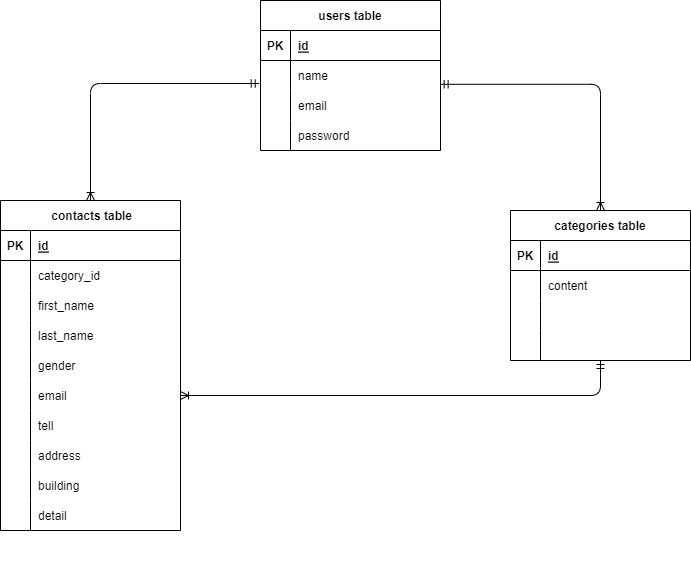 users table
PK id
name
email
password
contacts table
PK id
category_id
first_name
last_name
gender
email
tell
address
building
detail
categories table
PK id
content